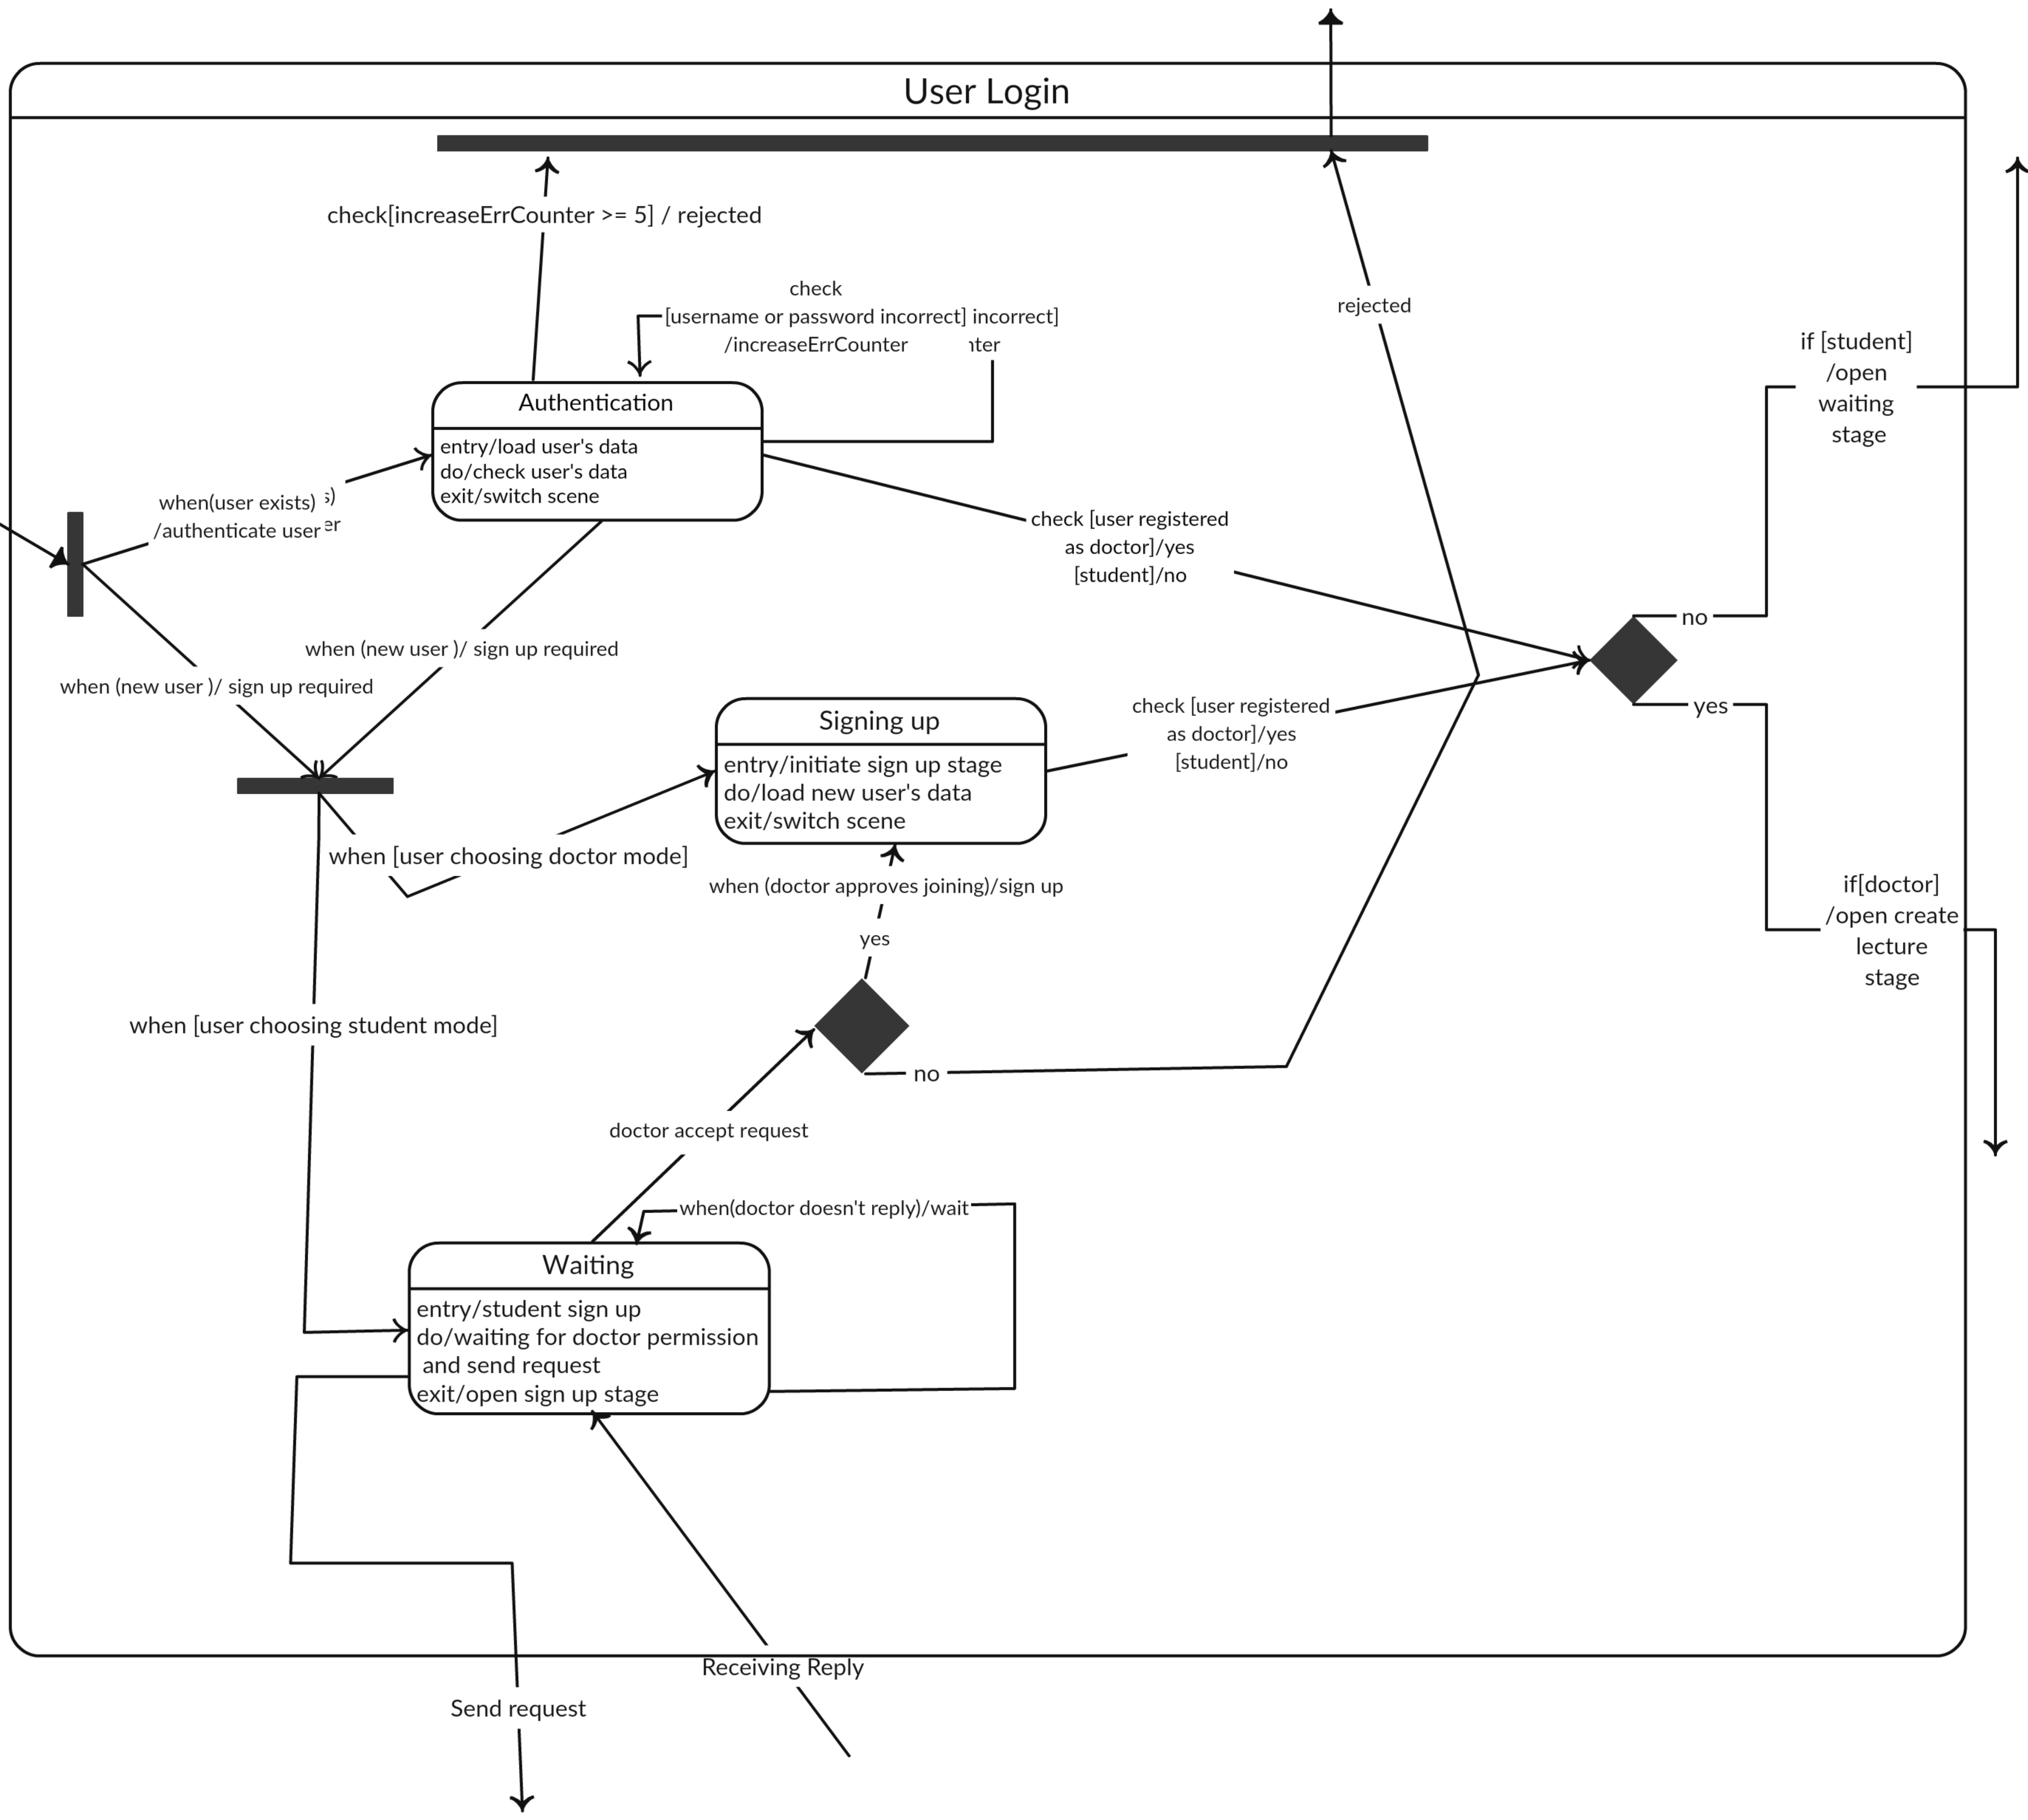 User Login
check[increaseErrCounter >= 5] / rejected
check
[username or password incorrect] incorrect]
/increaseErrCounter nter
rejected
if [student]
/open
waiting
stage
Authentication
entry/load user's data
do/check user's data
exit/switch scene
when(user exists) s)
/authenticate user er
check [user registered
as doctor]/yes
[student]/no
no
when (new user )/ sign up required
when (new user )/ sign up required
yes
Signing up
entry/initiate sign up stage
do/load new user's data
exit/switch scene
check [user registered
as doctor]/yes
[student]/no
when [user choosing doctor mode]
when (doctor approves joining)/sign up
yes
if[doctor]
/open create
lecture
stage
when [user choosing student mode]
no
doctor accept request
when(doctor doesn't reply)/wait
Waiting
entry/student sign up
do/waiting for doctor permission
and send request
exit/open sign up stage
Receiving Reply
Send request